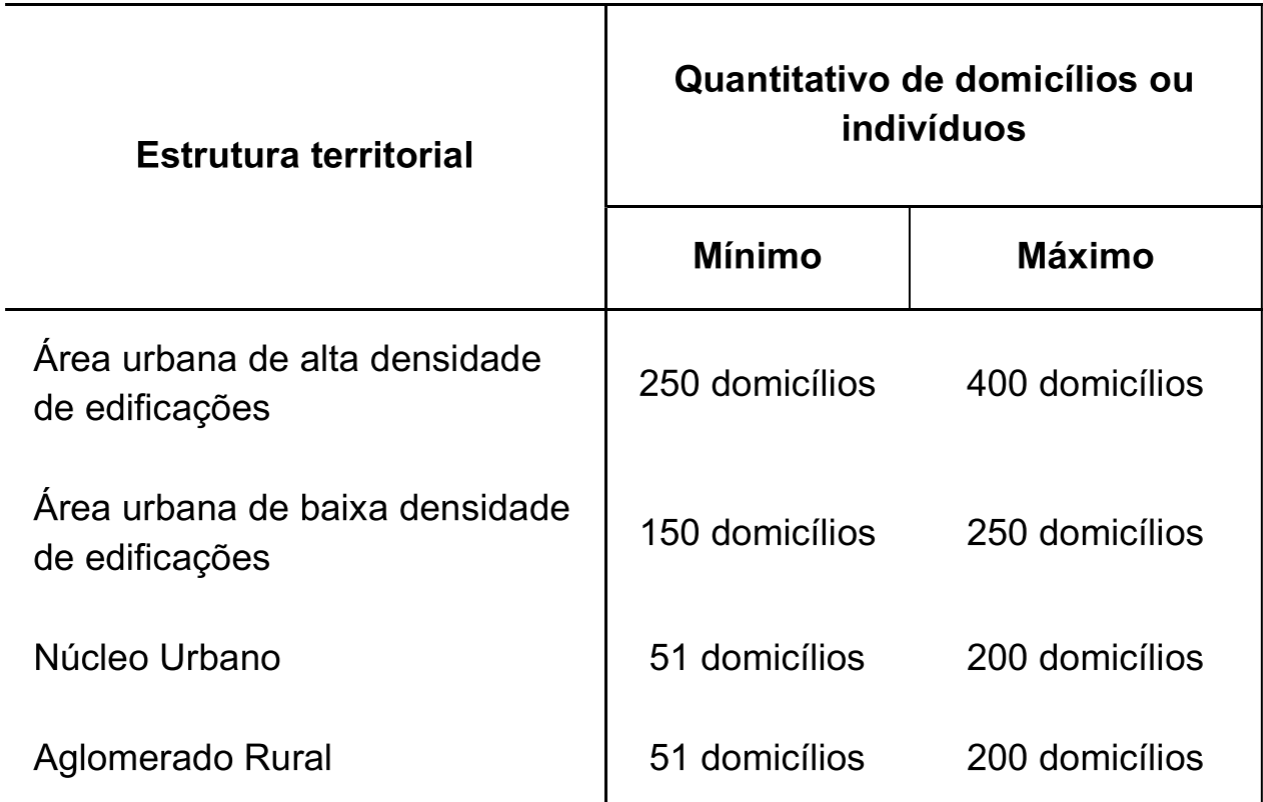 Estrutura territorial
Quantitativo de domicílios ou
indivíduos
Mínimo
Máximo
Área urbana de alta densidade
de edificações
250 domicílios
400 domicílios
Área urbana de baixa densidade
de edificações
150 domicílios
250 domicílios
Núcleo Urbano
51 domicílios
200 domicílios
Aglomerado Rural
51 domicílios
200 domicílios